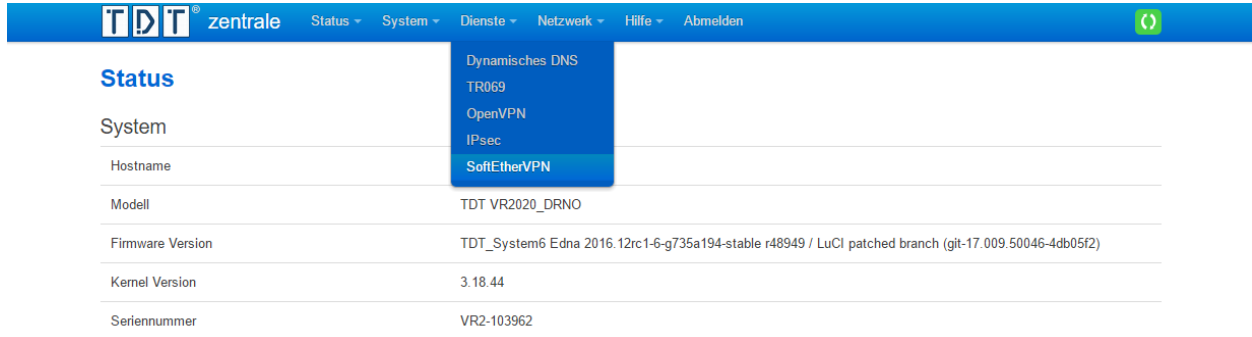 TDT® zentrale Status System Dienste Netzwerk Hilfe Abmelden
Dynamisches DNS
TR069
OpenVPN
IPsec
SoftEtherVPN
Status
System
Hostname
Modell TDT VR2020_DRNO
Firmware Version TDT_System6 Edna 2016.12rc1-6-g735a194-stable r48949 / LuCI patched branch (git-17.009.50046-4db05f2)
Kernel Version 3.18.44
Seriennummer VR2-103962